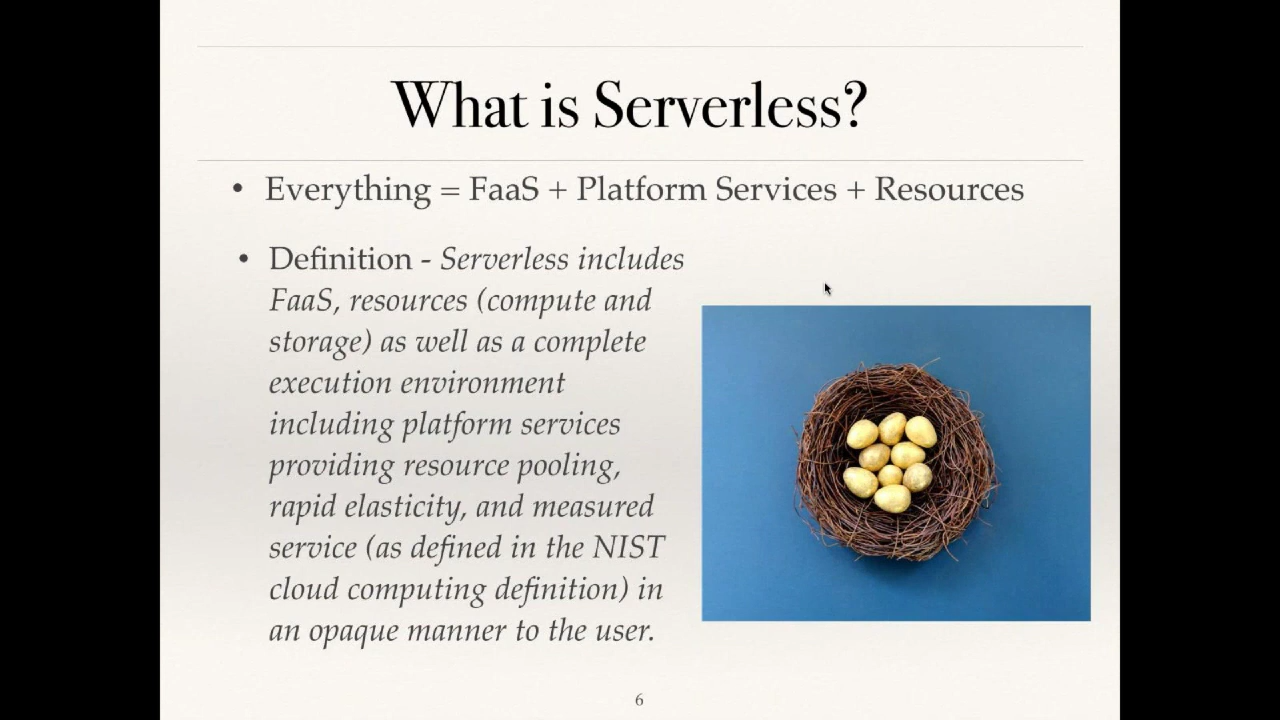 What is Serverless?
• Everything = FaaS + Platform Services + Resources
• Definition - Serverless includes
FaaS, resources (compute and
storage) as well as a complete
execution environment
including platform services
providing resource pooling,
rapid elasticity, and measured
service (as defined in the NIST
cloud computing definition) in
an opaque manner to the user.
6